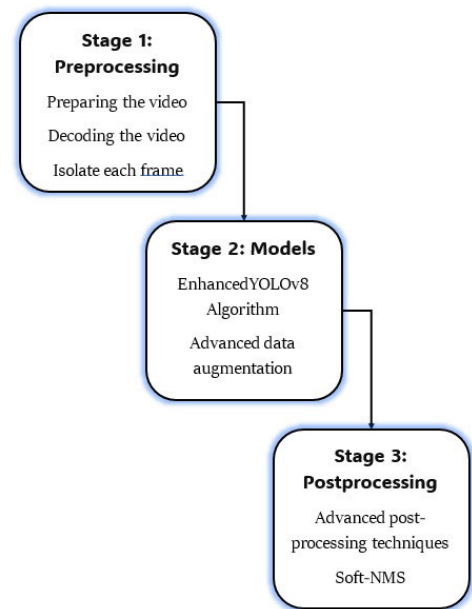 Stage 1:
Preprocessing
Preparing the video
Decoding the video
Isolate each frame
Stage 2: Models
EnhancedYOLOv8
Algorithm
Advanced data
augmentation
Stage 3:
Postprocessing
Advanced post-
processing techniques
Soft-NMS